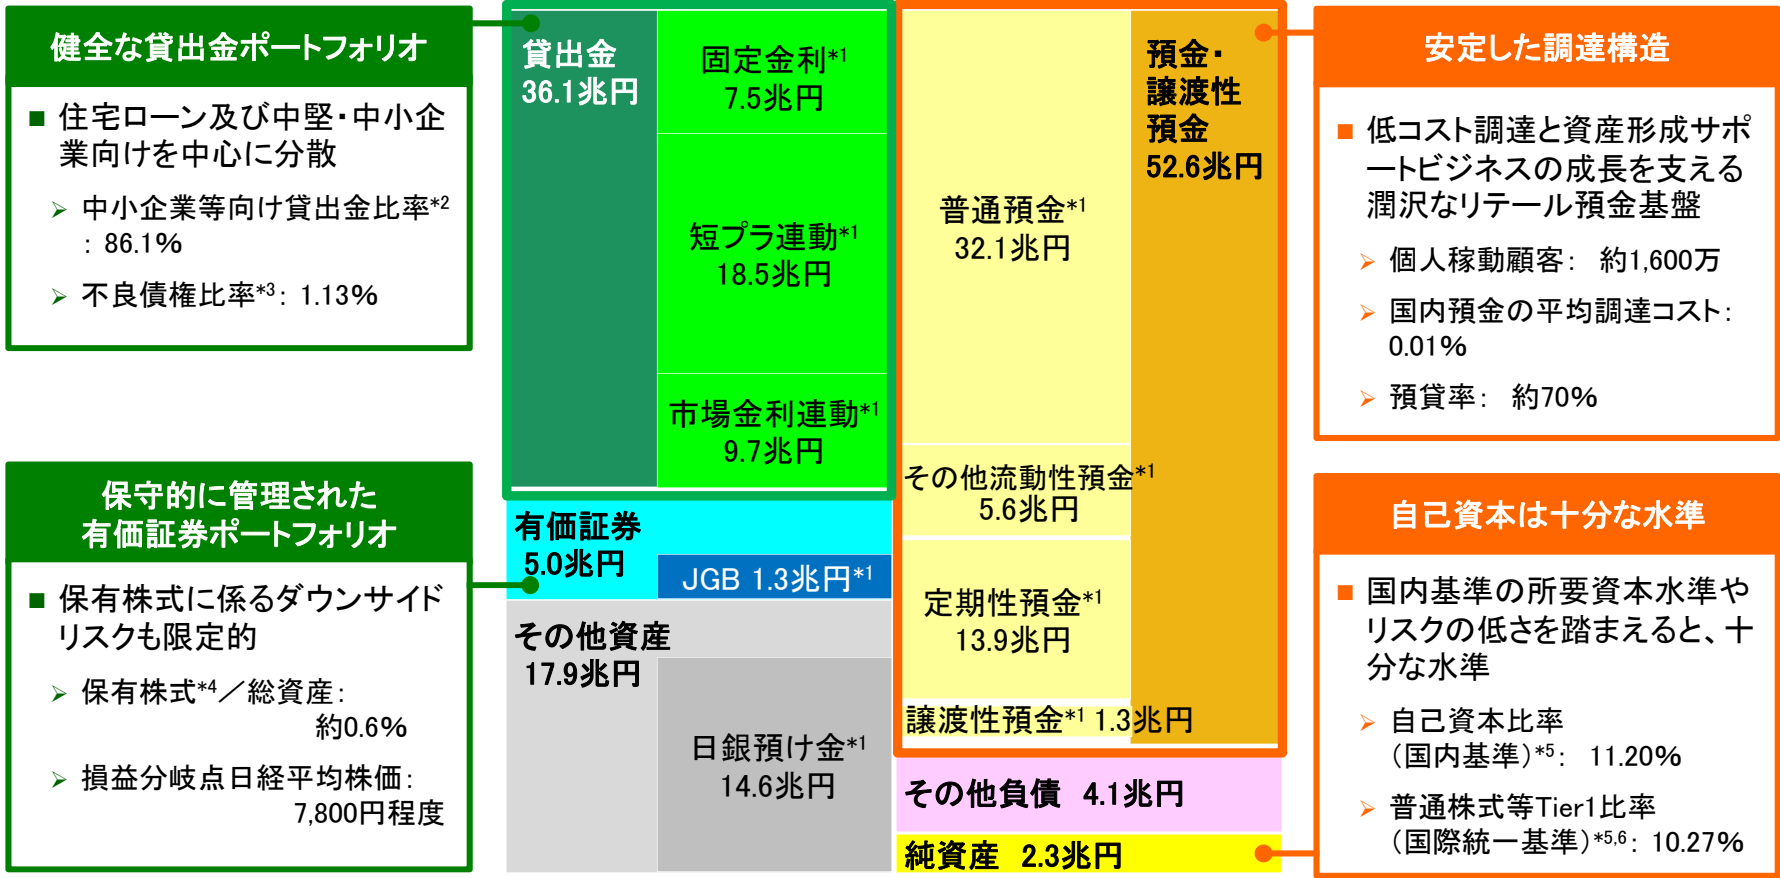 健全な貸出金ポートフォリオ
■ 住宅ローン及び中堅・中小企
業向けを中心に分散
➢ 中小企業等向け貸出金比率*2
: 86.1%
➢ 不良債権比率*3: 1.13%
保守的に管理された
有価証券ポートフォリオ
■ 保有株式に係るダウンサイド
リスクも限定的
➢ 保有株式*4／総資産:
約0.6%
➢ 損益分岐点日経平均株価:
7,800円程度
貸出金
36.1兆円
固定金利*1
7.5兆円
短プラ連動*1
18.5兆円
市場金利連動*1
9.7兆円
有価証券
5.0兆円
JGB 1.3兆円*1
その他資産
17.9兆円
日銀預け金*1
14.6兆円
預金・
譲渡性
預金
52.6兆円
普通預金*1
32.1兆円
その他流動性預金*1
5.6兆円
定期性預金*1
13.9兆円
譲渡性預金*1 1.3兆円
その他負債 4.1兆円
純資産 2.3兆円
安定した調達構造
■ 低コスト調達と資産形成サポ
ートビジネスの成長を支える
潤沢なリテール預金基盤
➢ 個人稼動顧客: 約1,600万
➢ 国内預金の平均調達コスト:
0.01%
➢ 預貸率: 約70%
自己資本は十分な水準
■ 国内基準の所要資本水準や
リスクの低さを踏まえると、十
分な水準
➢ 自己資本比率
(国内基準)*5: 11.20%
➢ 普通株式等Tier1比率
(国際統一基準)*5,6: 10.27%